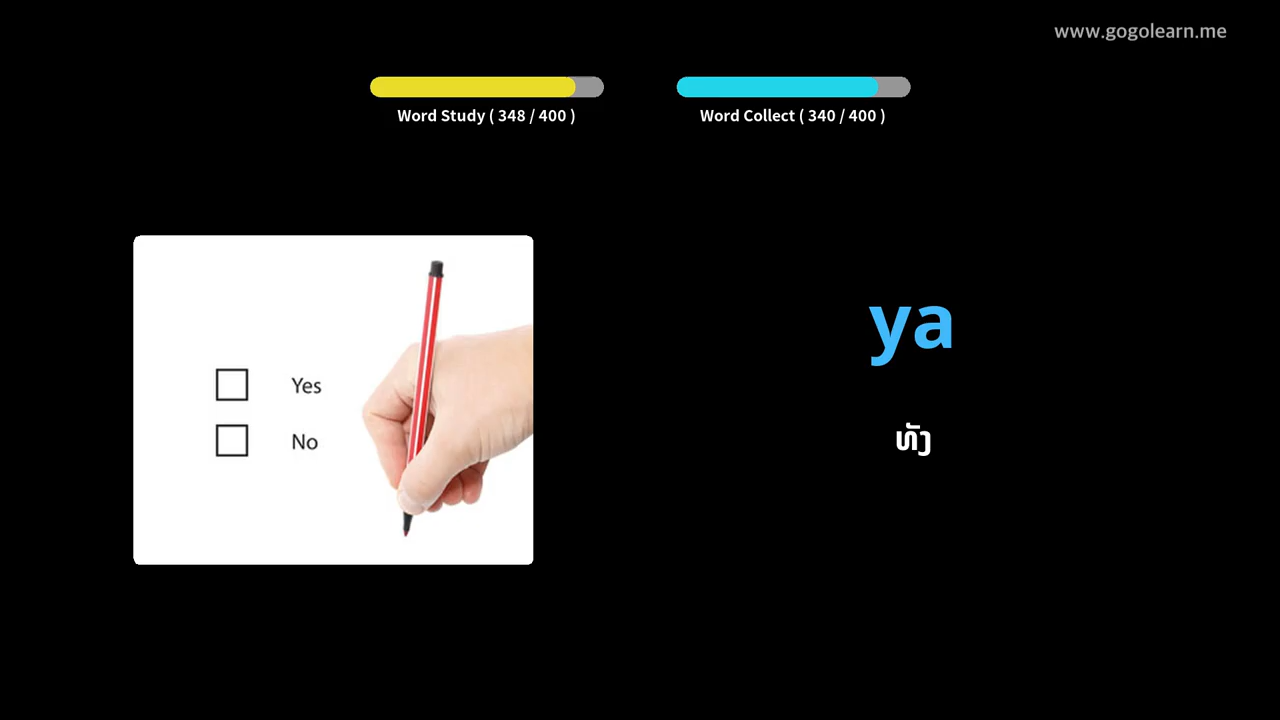 www.gogolearn.me
Word Study ( 348 / 400 )
Word Collect ( 340 / 400 )
Yes
No
ya
ທັງ